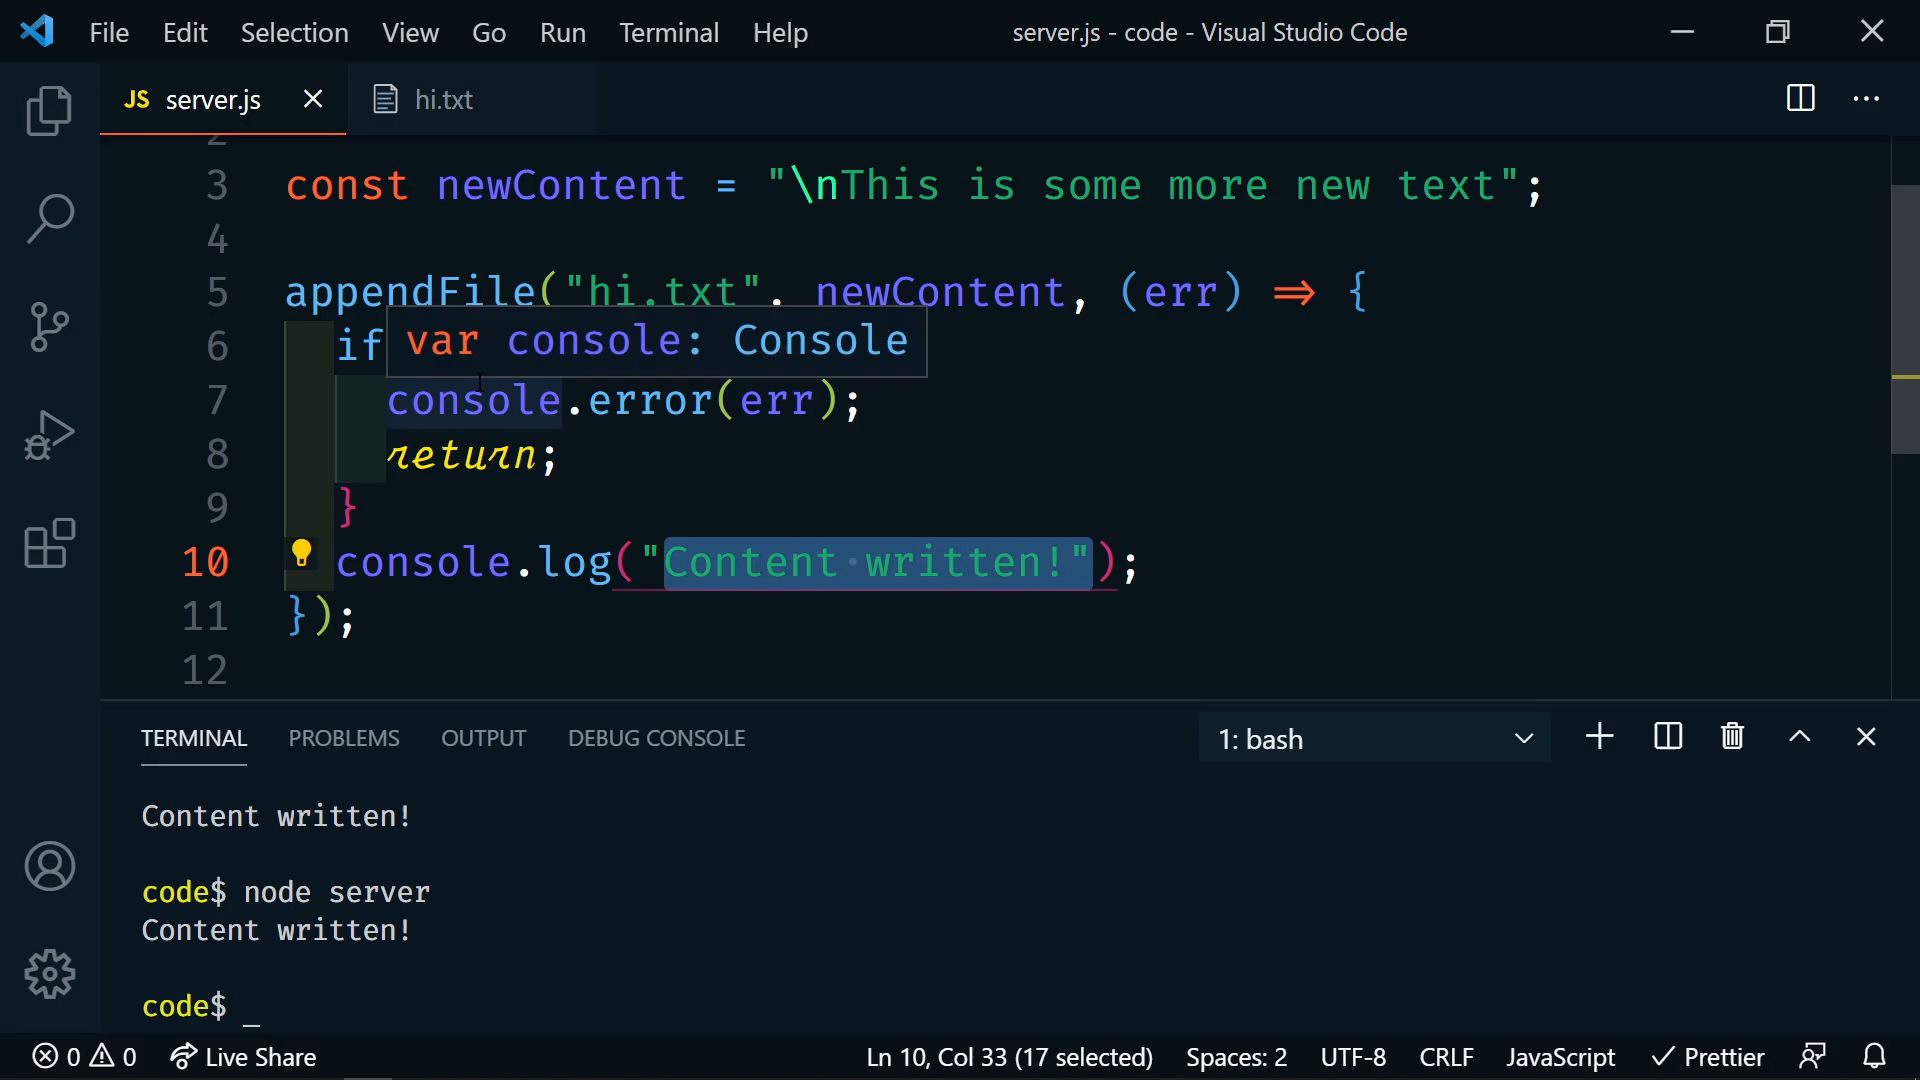 File Edit Selection View Go Run Terminal Help server.js - code - Visual Studio Code
JS server.js hi.txt
3 const newContent = "\nThis is some more new text";
4
5 appendFile("hi.txt", newContent, (err) => {
6 if var console: Console
7 console.error(err);
8 return;
9 }
10 console.log("Content written!");
11 });
12
TERMINAL PROBLEMS OUTPUT DEBUG CONSOLE 1: bash
Content written!
code$ node server
Content written!
code$ _
0 0 Live Share Ln 10, Col 33 (17 selected) Spaces: 2 UTF-8 CRLF JavaScript Prettier